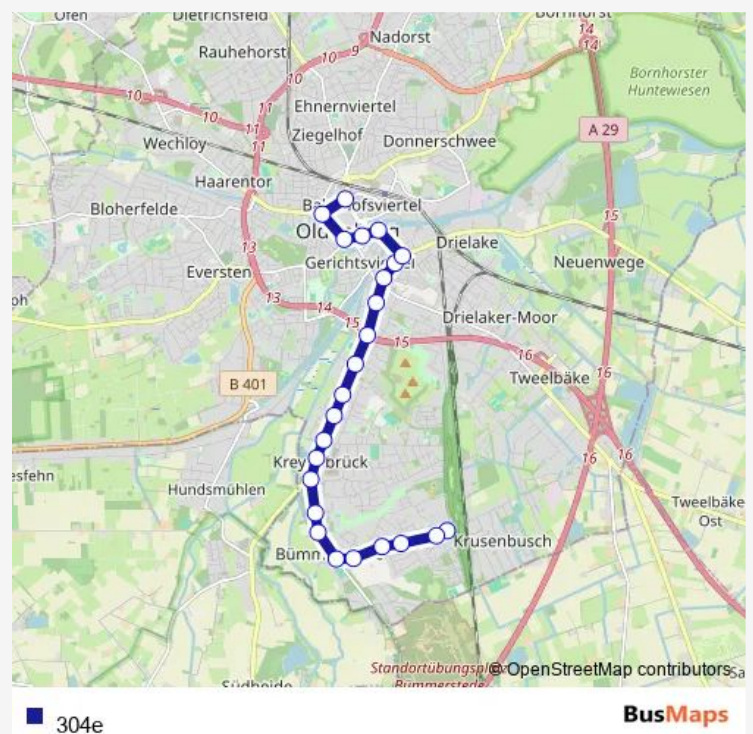 Ofen
Dietrichsfeld
Bornhorst
Nadorst
14
14
Rauhehorst
10
9
10
Bornhorster
Huntewiesen
10
10
11
11
11
Ehnernviertel
Ziegelhof
Donnerschwee
A 29
Wechloy
Haarentor
Bloherfelde
15
13
Drielake
Neuenwege
Eversten
13
14
15
15
Drielaker-Moor
16
16
Tweelbäke
B 401
16
16
Hundsmühlen
Tweelbäke
Ost
Krusenbusch
© OpenStreetMap contributors
Bümmerstede
Südheide
304e
BusMaps